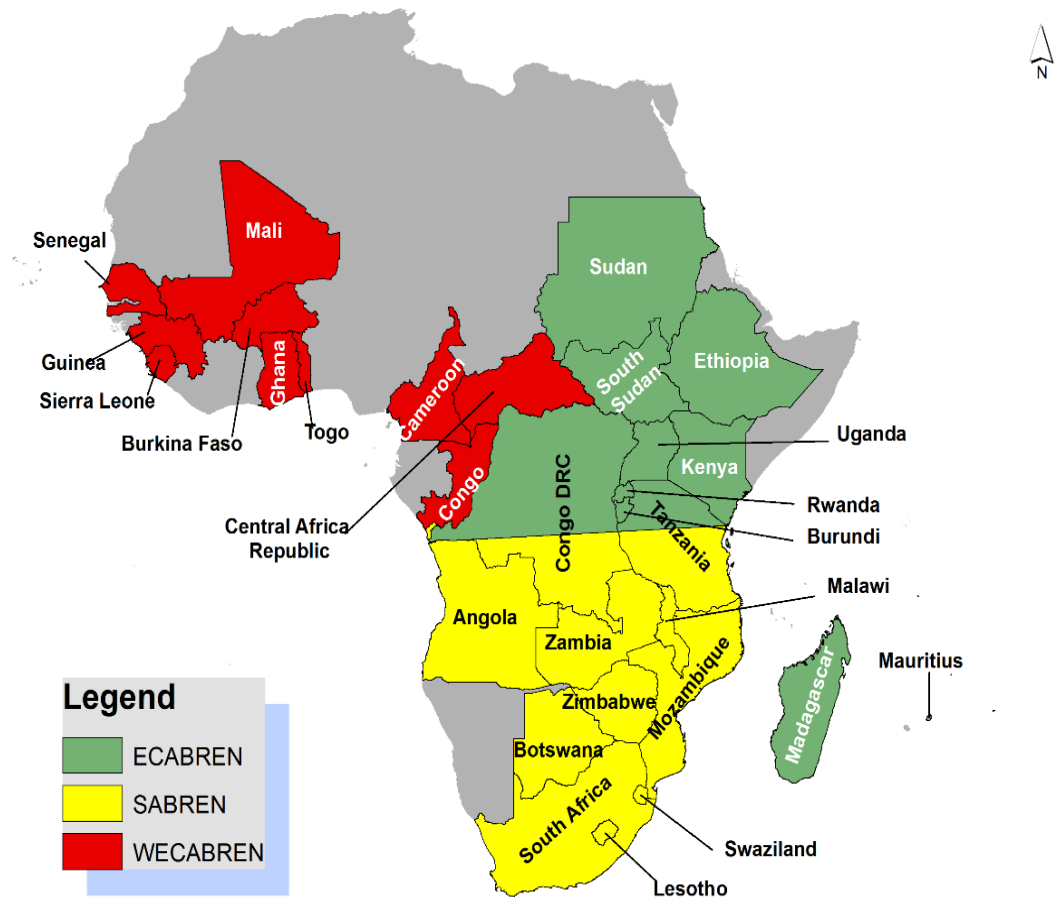 N
Mali
Senegal
Sudan
Guinea
Ghana
Cameroon
South
Sudan
Ethiopia
Sierra Leone
Burkina Faso
Togo
Uganda
Kenya
Congo
Congo DRC
Rwanda
Central Africa
Republic
Tanzania
Burundi
Malawi
Angola
Zambia
Mauritius
Mozambique
Madagascar
Zimbabwe
Botswana
South Africa
Swaziland
Lesotho
Legend
ECABREN
SABREN
WECABREN